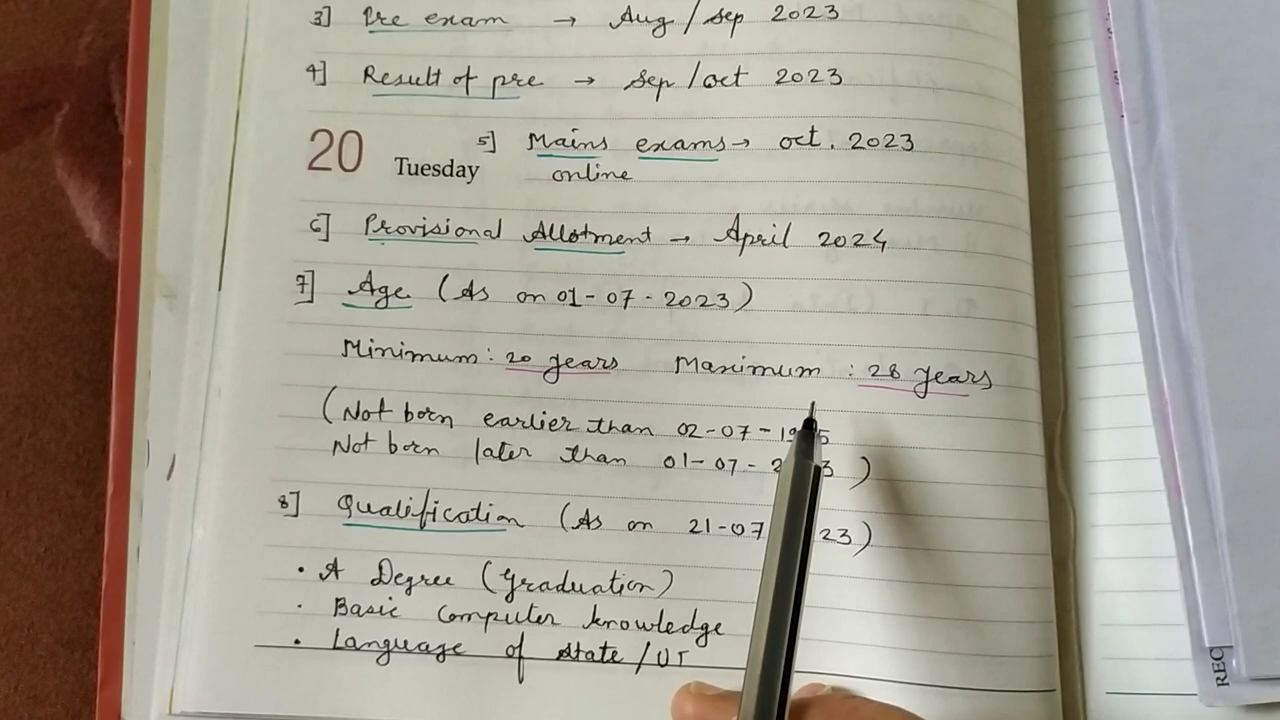 3] Pre exam → Aug / Sep 2023
4] Result of pre → Sep / oct 2023
20 Tuesday 5] Mains exams → oct. 2023
online
6] Provisional Allotment → April 2024
7] Age (As on 01-07-2023)
Minimum: 20 years Maximum : 28 years
(Not born earlier than 02-07-
Not born later than 01-07-
8] Qualification (As on 21-07 23)
• A Degree (Graduation)
• Basic Computer knowledge
• Language of state / UT
REC